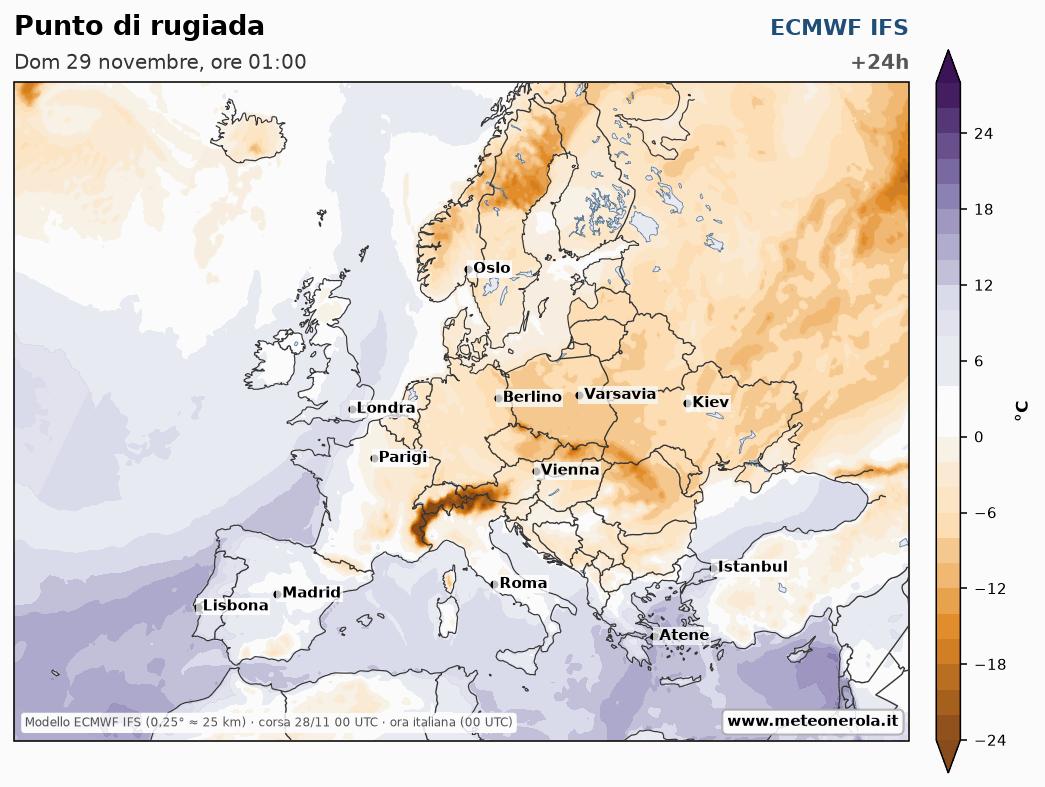 Punto di rugiada
ECMWF IFS
Dom 29 novembre, ore 01:00
+24h
Oslo
Berlino
Varsavia
Kiev
Londra
Parigi
Vienna
Istanbul
Roma
Madrid
Lisbona
Atene
24
18
12
6
0
−6
−12
−18
−24
°C
Modello ECMWF IFS (0.25° ≈ 25 km) · corsa 28/11 00 UTC · ora italiana (00 UTC)
www.meteonerola.it